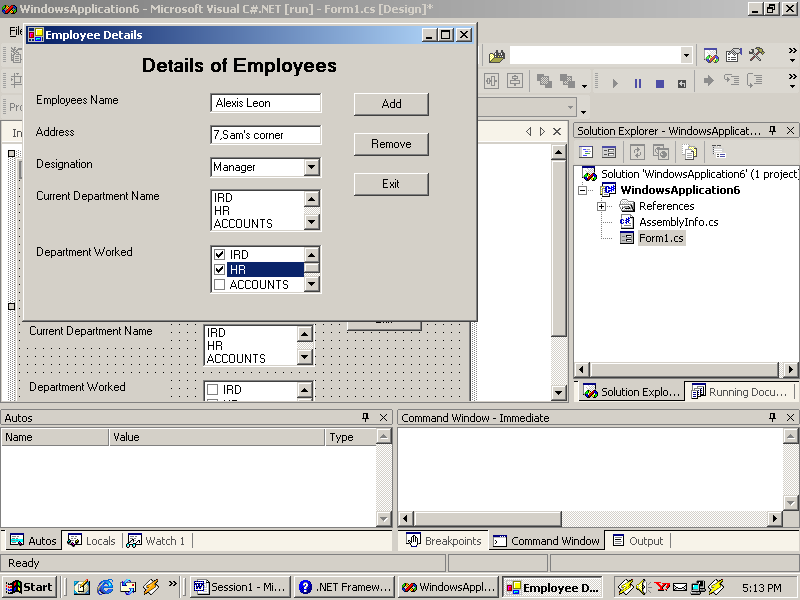 WindowsApplication6 - Microsoft Visual C#.NET [run] - Form1.cs [Design]*
Employee Details
Details of Employees
Employees Name
Alexis Leon
Add
Address
7,Sam's corner
Remove
Designation
Manager
Exit
Current Department Name
IRD
HR
ACCOUNTS
Department Worked
IRD
HR
ACCOUNTS
Current Department Name
IRD
HR
ACCOUNTS
Department Worked
IRD
Solution Explorer - WindowsApplicat...
Solution 'WindowsApplication6' (1 project)
WindowsApplication6
References
AssemblyInfo.cs
Form1.cs
Solution Explo...
Running Docu...
Autos
Name Value Type
Autos Locals Watch 1
Command Window - Immediate
Breakpoints Command Window Output
Ready
Start Session1 - Mi... .NET Framew... WindowsAppl... Employee D... 5:13 PM